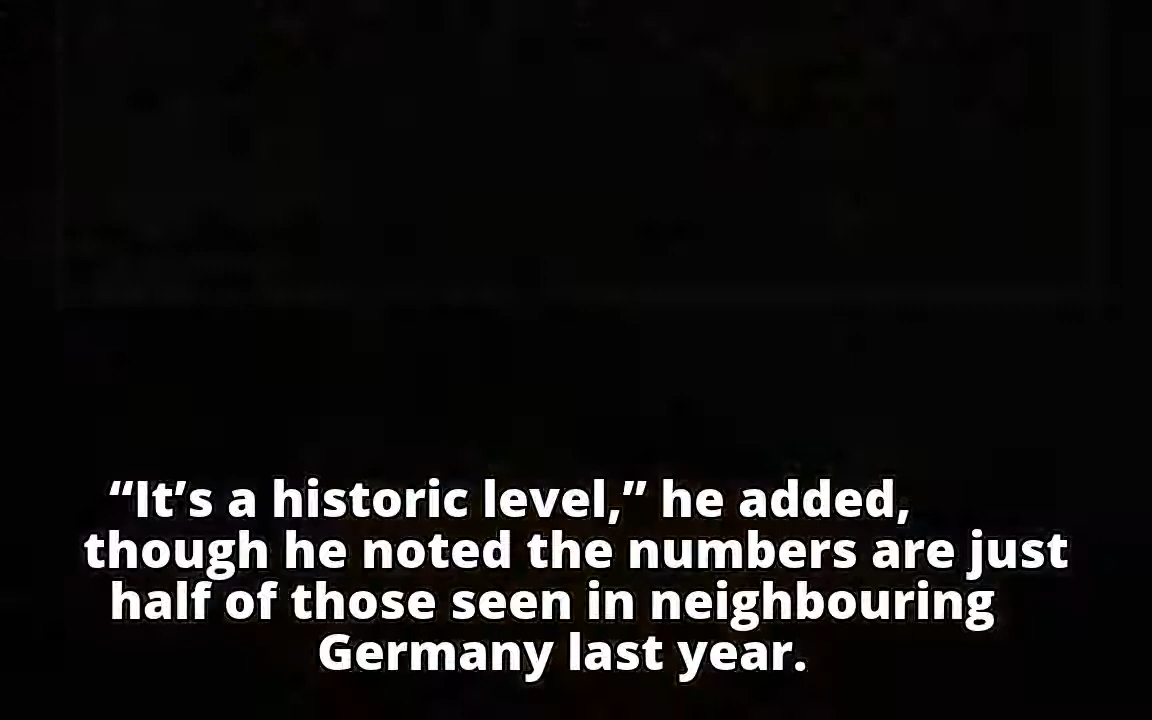 “It’s a historic level,” he added,
though he noted the numbers are just
half of those seen in neighbouring
Germany last year.